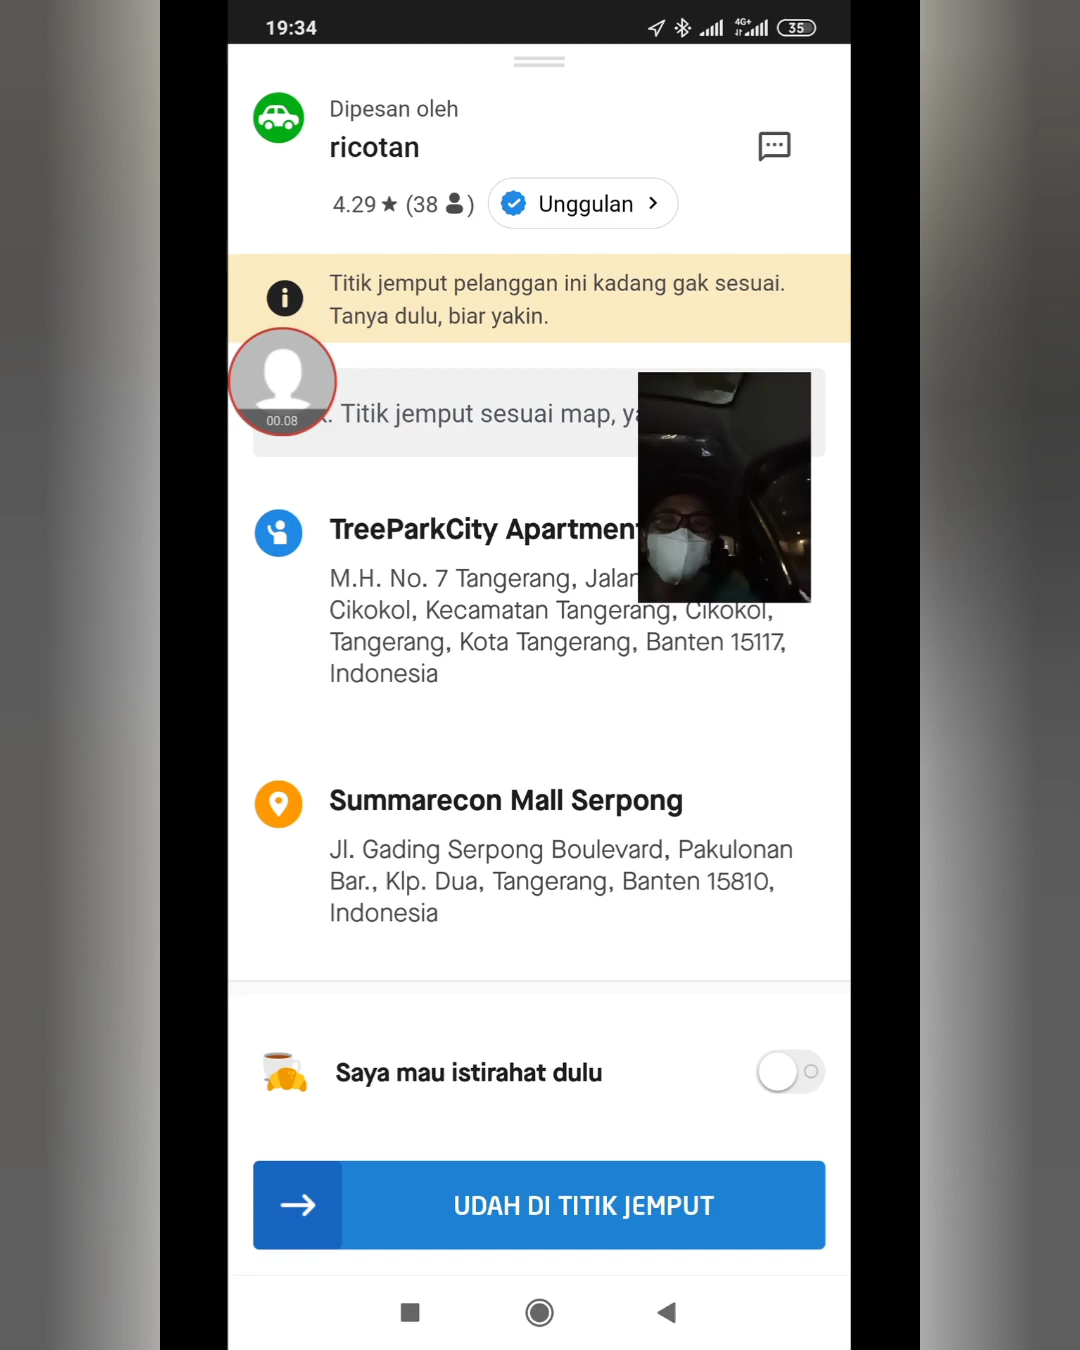 19:34
4G+
35
Dipesan oleh
ricotan
4.29 ★ (38 )
Unggulan
Titik jemput pelanggan ini kadang gak sesuai.
Tanya dulu, biar yakin.
00.08
. Titik jemput sesuai map,
TreeParkCity Apartment
M.H. No. 7 Tangerang, Jalan
Cikokol, Kecamatan Tangerang, Cikokol,
Tangerang, Kota Tangerang, Banten 15117,
Indonesia
Summarecon Mall Serpong
Jl. Gading Serpong Boulevard, Pakulonan
Bar., Klp. Dua, Tangerang, Banten 15810,
Indonesia
Saya mau istirahat dulu
UDAH DI TITIK JEMPUT